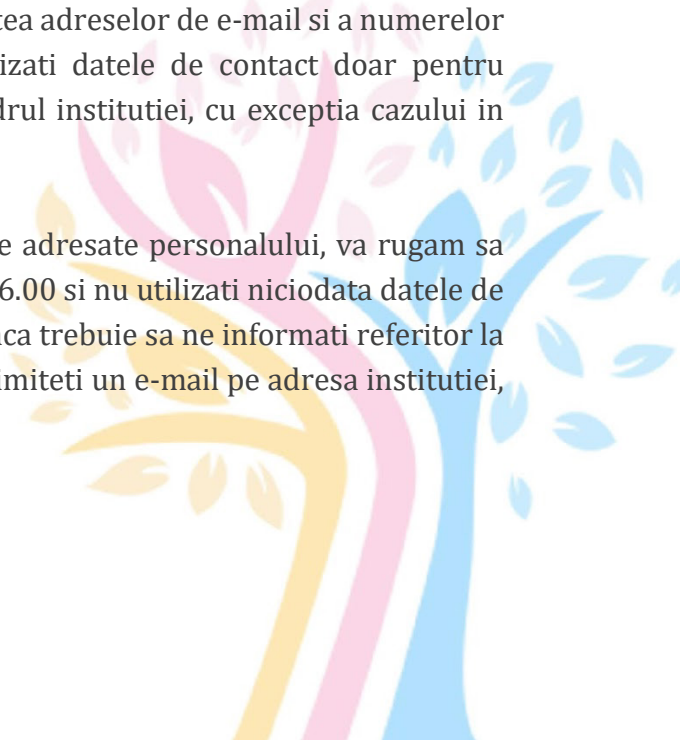 tea adreselor de e-mail si a numerelor
izati datele de contact doar pentru
drul institutiei, cu exceptia cazului in
e adresate personalului, va rugam sa
6.00 si nu utilizati niciodata datele de
ca trebuie sa ne informati referitor la
imiteti un e-mail pe adresa institutiei,